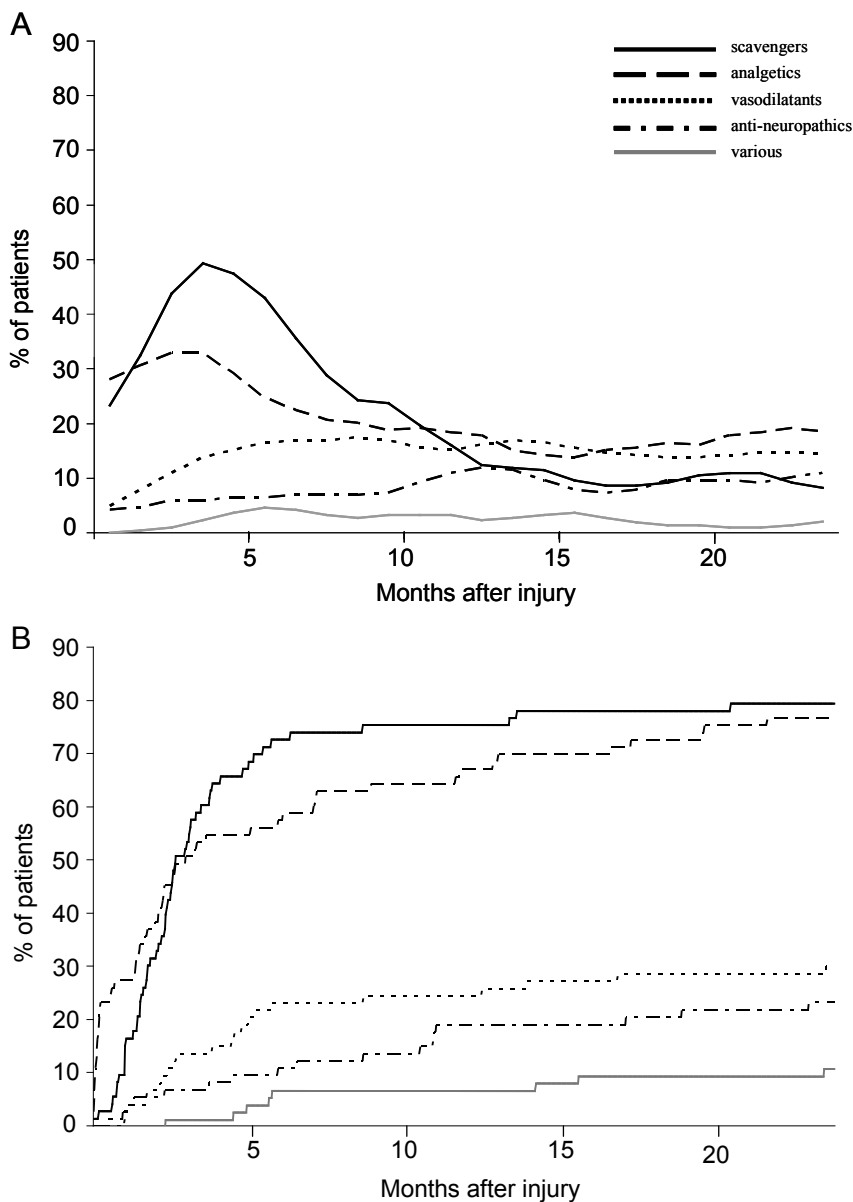 A
90
80
70
60
50
40
30
20
10
0
% of patients
5
10
15
20
Months after injury
scavengers
analgetics
vasodilatants
anti-neuropathics
various
B
90
80
70
60
50
40
30
20
10
0
% of patients
5
10
15
20
Months after injury